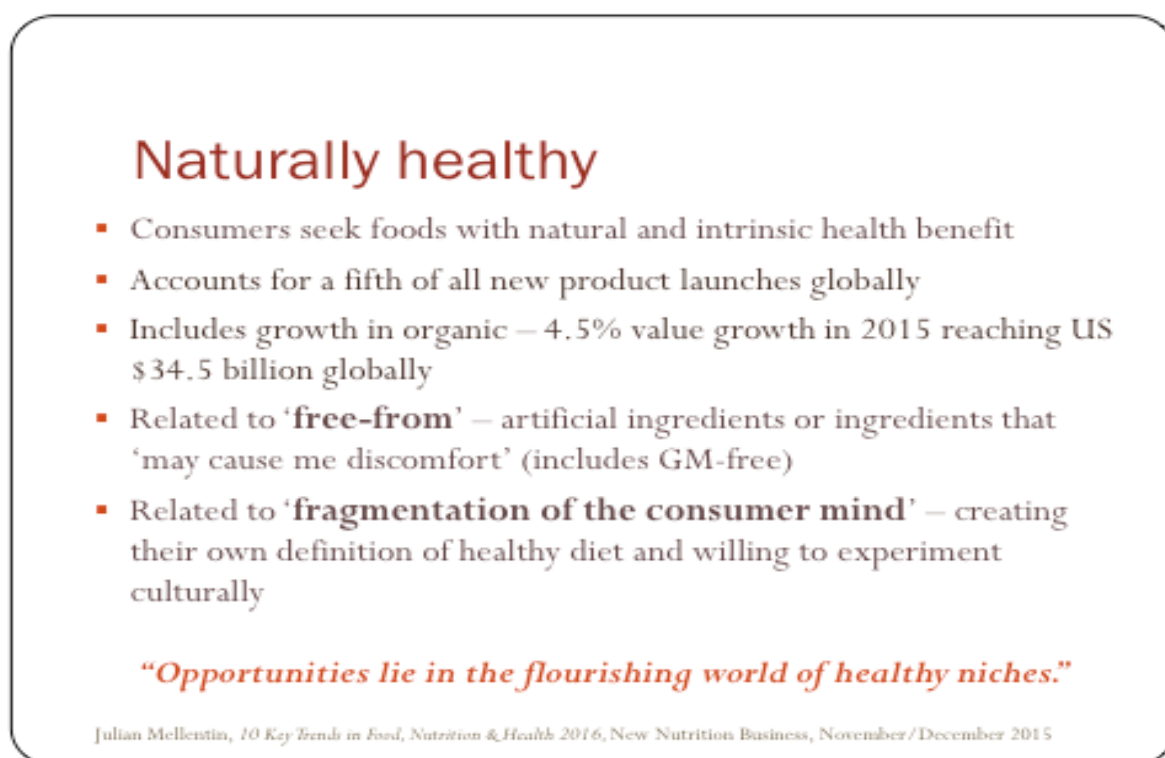 Naturally healthy
▪ Consumers seek foods with natural and intrinsic health benefit
▪ Accounts for a fifth of all new product launches globally
▪ Includes growth in organic – 4.5% value growth in 2015 reaching US
$34.5 billion globally
▪ Related to ‘free-from’ – artificial ingredients or ingredients that
‘may cause me discomfort’ (includes GM-free)
▪ Related to ‘fragmentation of the consumer mind’ – creating
their own definition of healthy diet and willing to experiment
culturally
“Opportunities lie in the flourishing world of healthy niches.”
Julian Mellentin, 10 Key Trends in Food, Nutrition & Health 2016, New Nutrition Business, November/December 2015